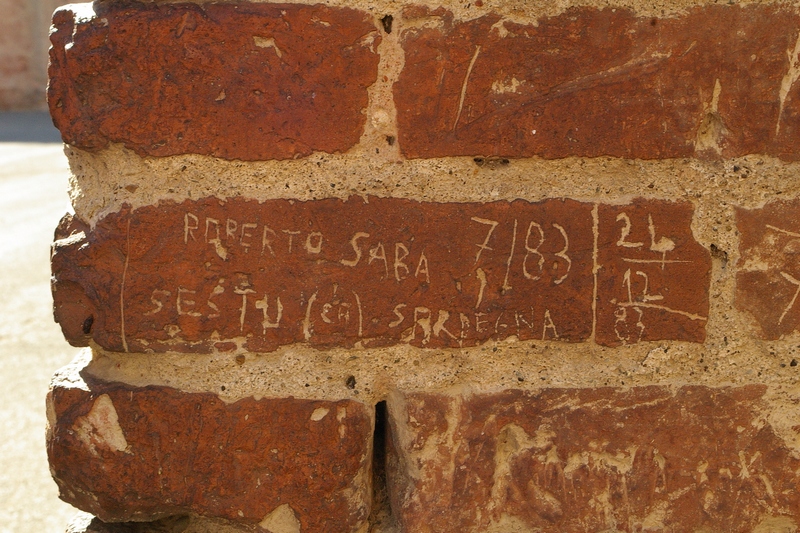 ROBERTO SABA 7/83
SESTU (CA) SARDEGNA
24
12
83